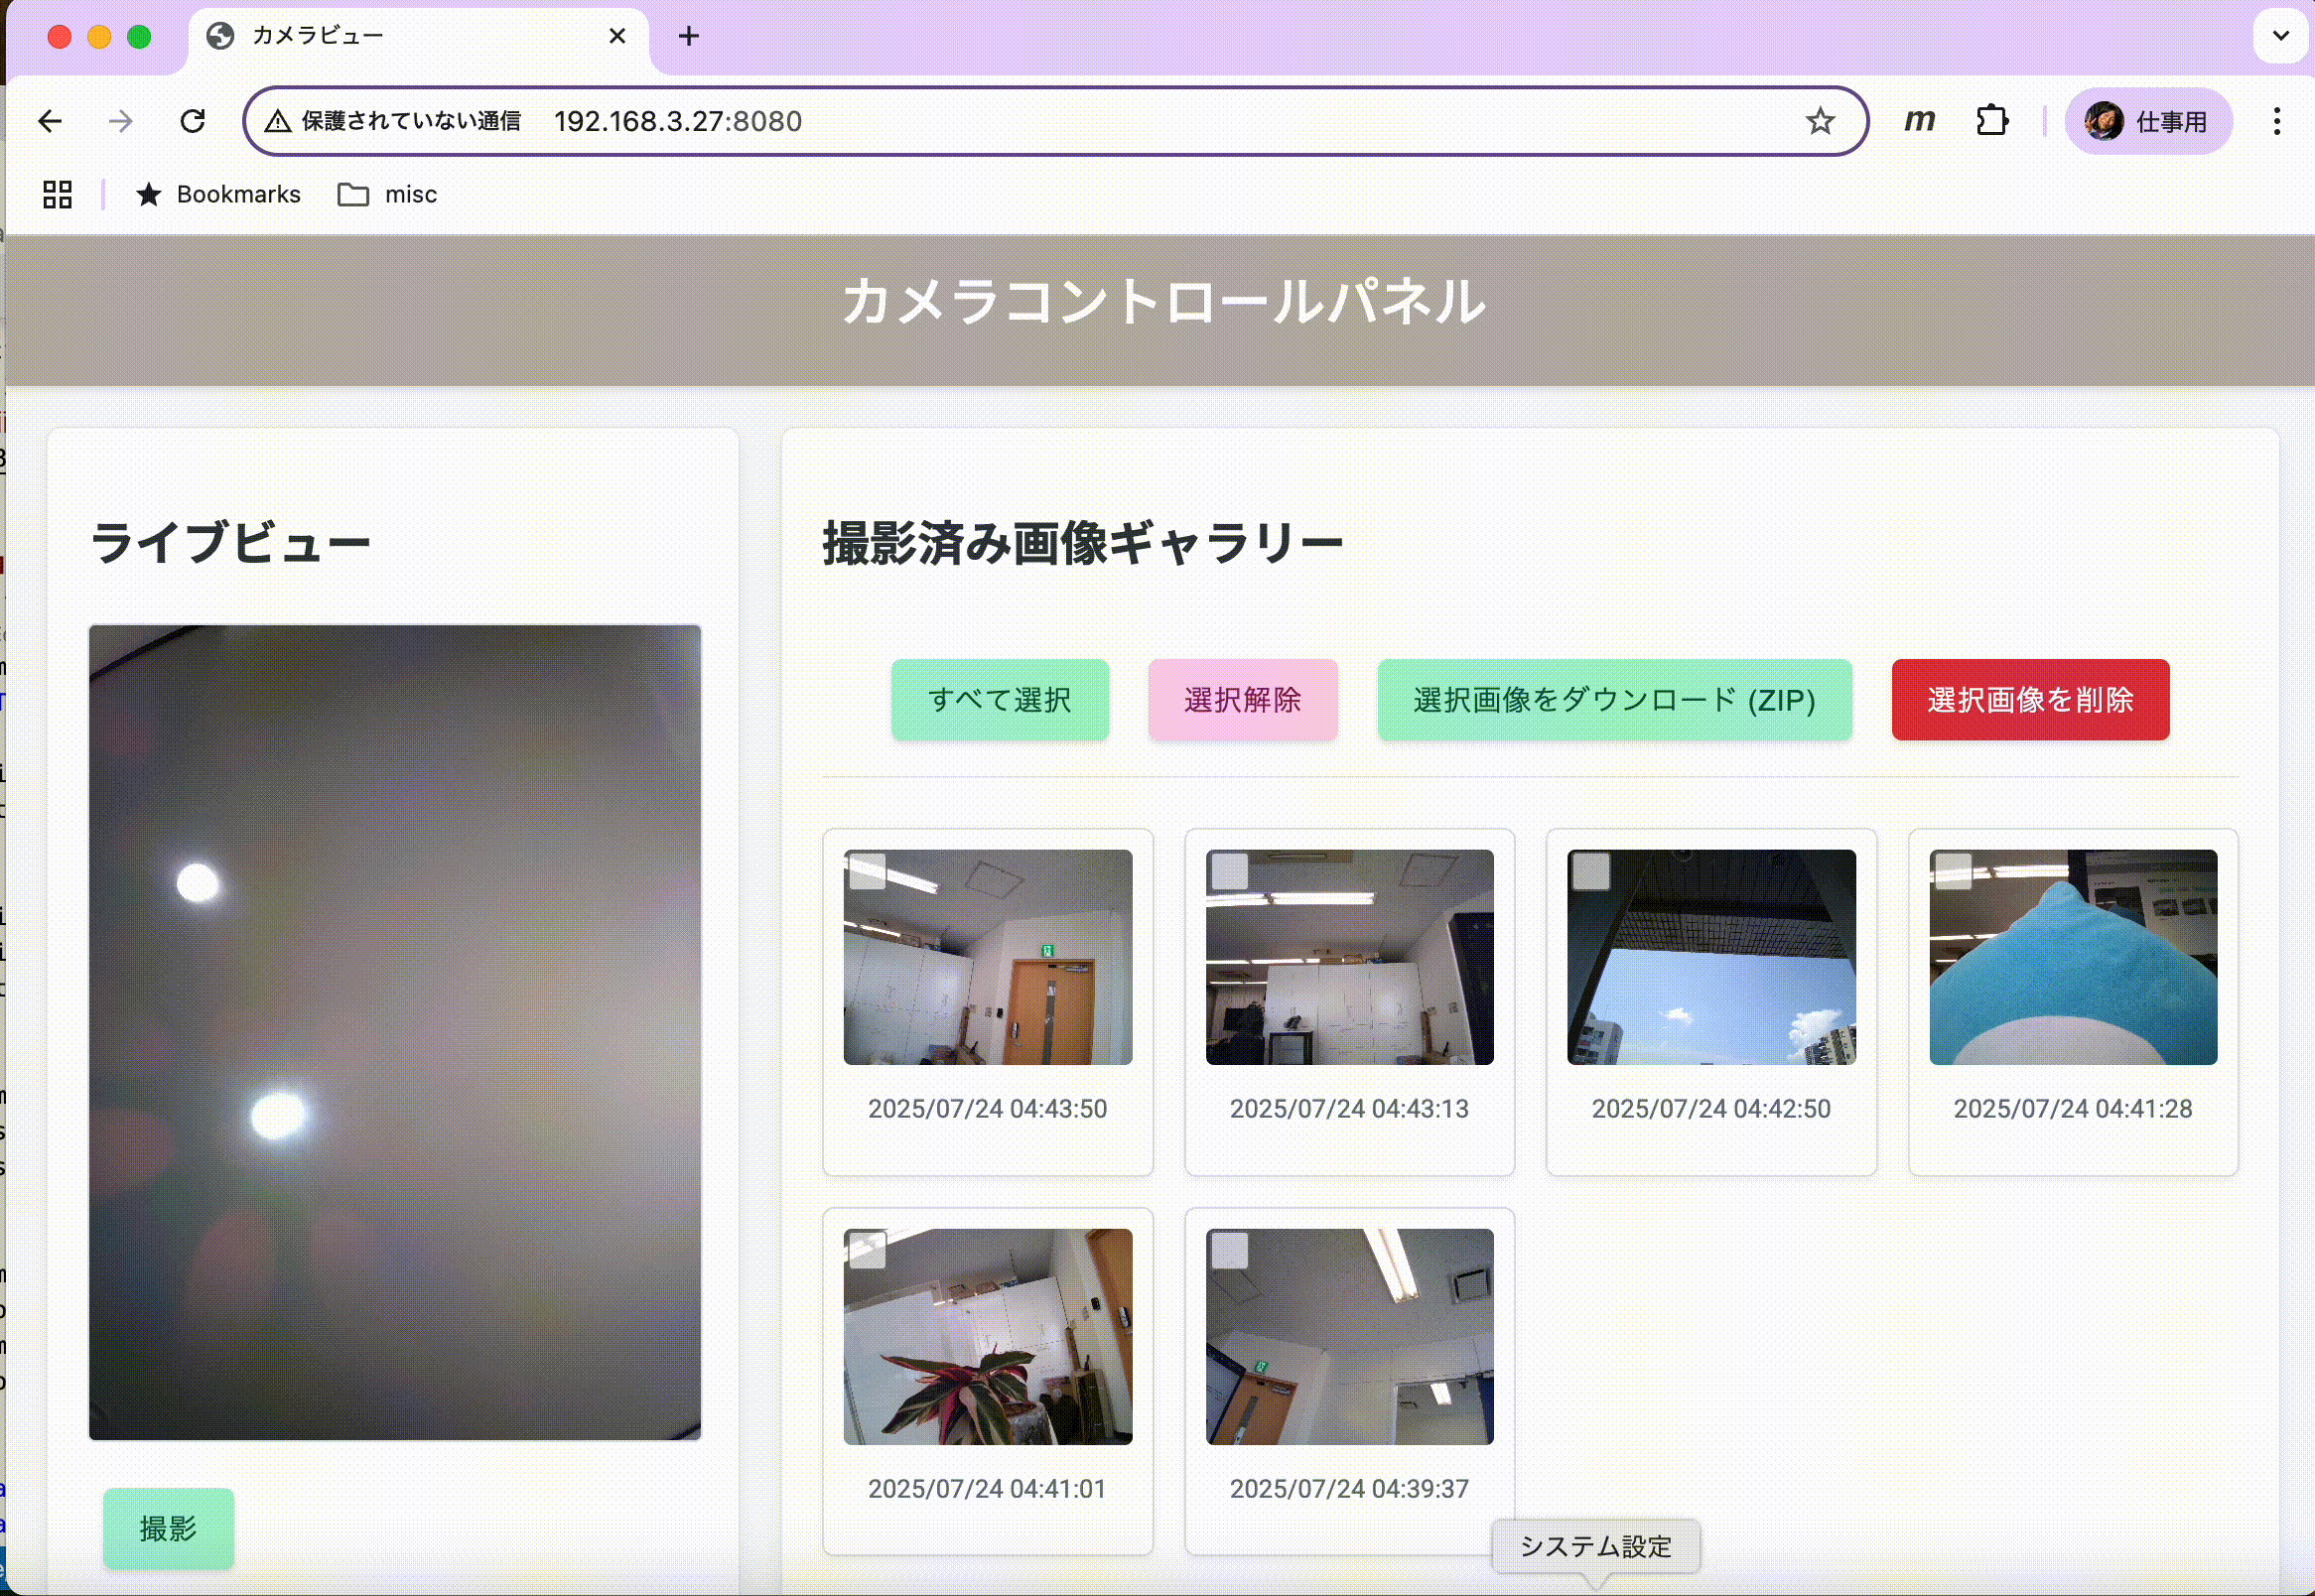 カメラビュー
保護されていない通信 192.168.3.27:8080
m
仕事用
Bookmarks misc
カメラコントロールパネル
ライブビュー
撮影
撮影済み画像ギャラリー
すべて選択 選択解除 選択画像をダウンロード (ZIP) 選択画像を削除
2025/07/24 04:43:50 2025/07/24 04:43:13 2025/07/24 04:42:50 2025/07/24 04:41:28
2025/07/24 04:41:01 2025/07/24 04:39:37
システム設定